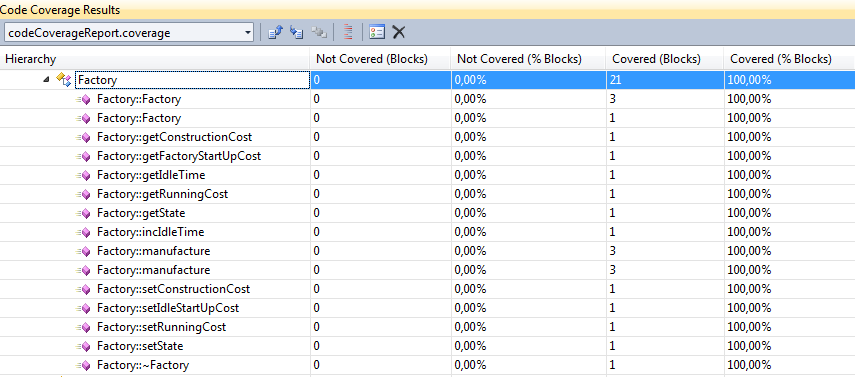 Code Coverage Results
codeCoverageReport.coverage
Hierarchy Not Covered (Blocks) Not Covered (% Blocks) Covered (Blocks) Covered (% Blocks)
Factory 0 0,00% 21 100,00%
Factory::Factory 0 0,00% 3 100,00%
Factory::Factory 0 0,00% 1 100,00%
Factory::getConstructionCost 0 0,00% 1 100,00%
Factory::getFactoryStartUpCost 0 0,00% 1 100,00%
Factory::getIdleTime 0 0,00% 1 100,00%
Factory::getRunningCost 0 0,00% 1 100,00%
Factory::getState 0 0,00% 1 100,00%
Factory::incIdleTime 0 0,00% 1 100,00%
Factory::manufacture 0 0,00% 3 100,00%
Factory::manufacture 0 0,00% 3 100,00%
Factory::setConstructionCost 0 0,00% 1 100,00%
Factory::setIdleStartUpCost 0 0,00% 1 100,00%
Factory::setRunningCost 0 0,00% 1 100,00%
Factory::setState 0 0,00% 1 100,00%
Factory::~Factory 0 0,00% 1 100,00%